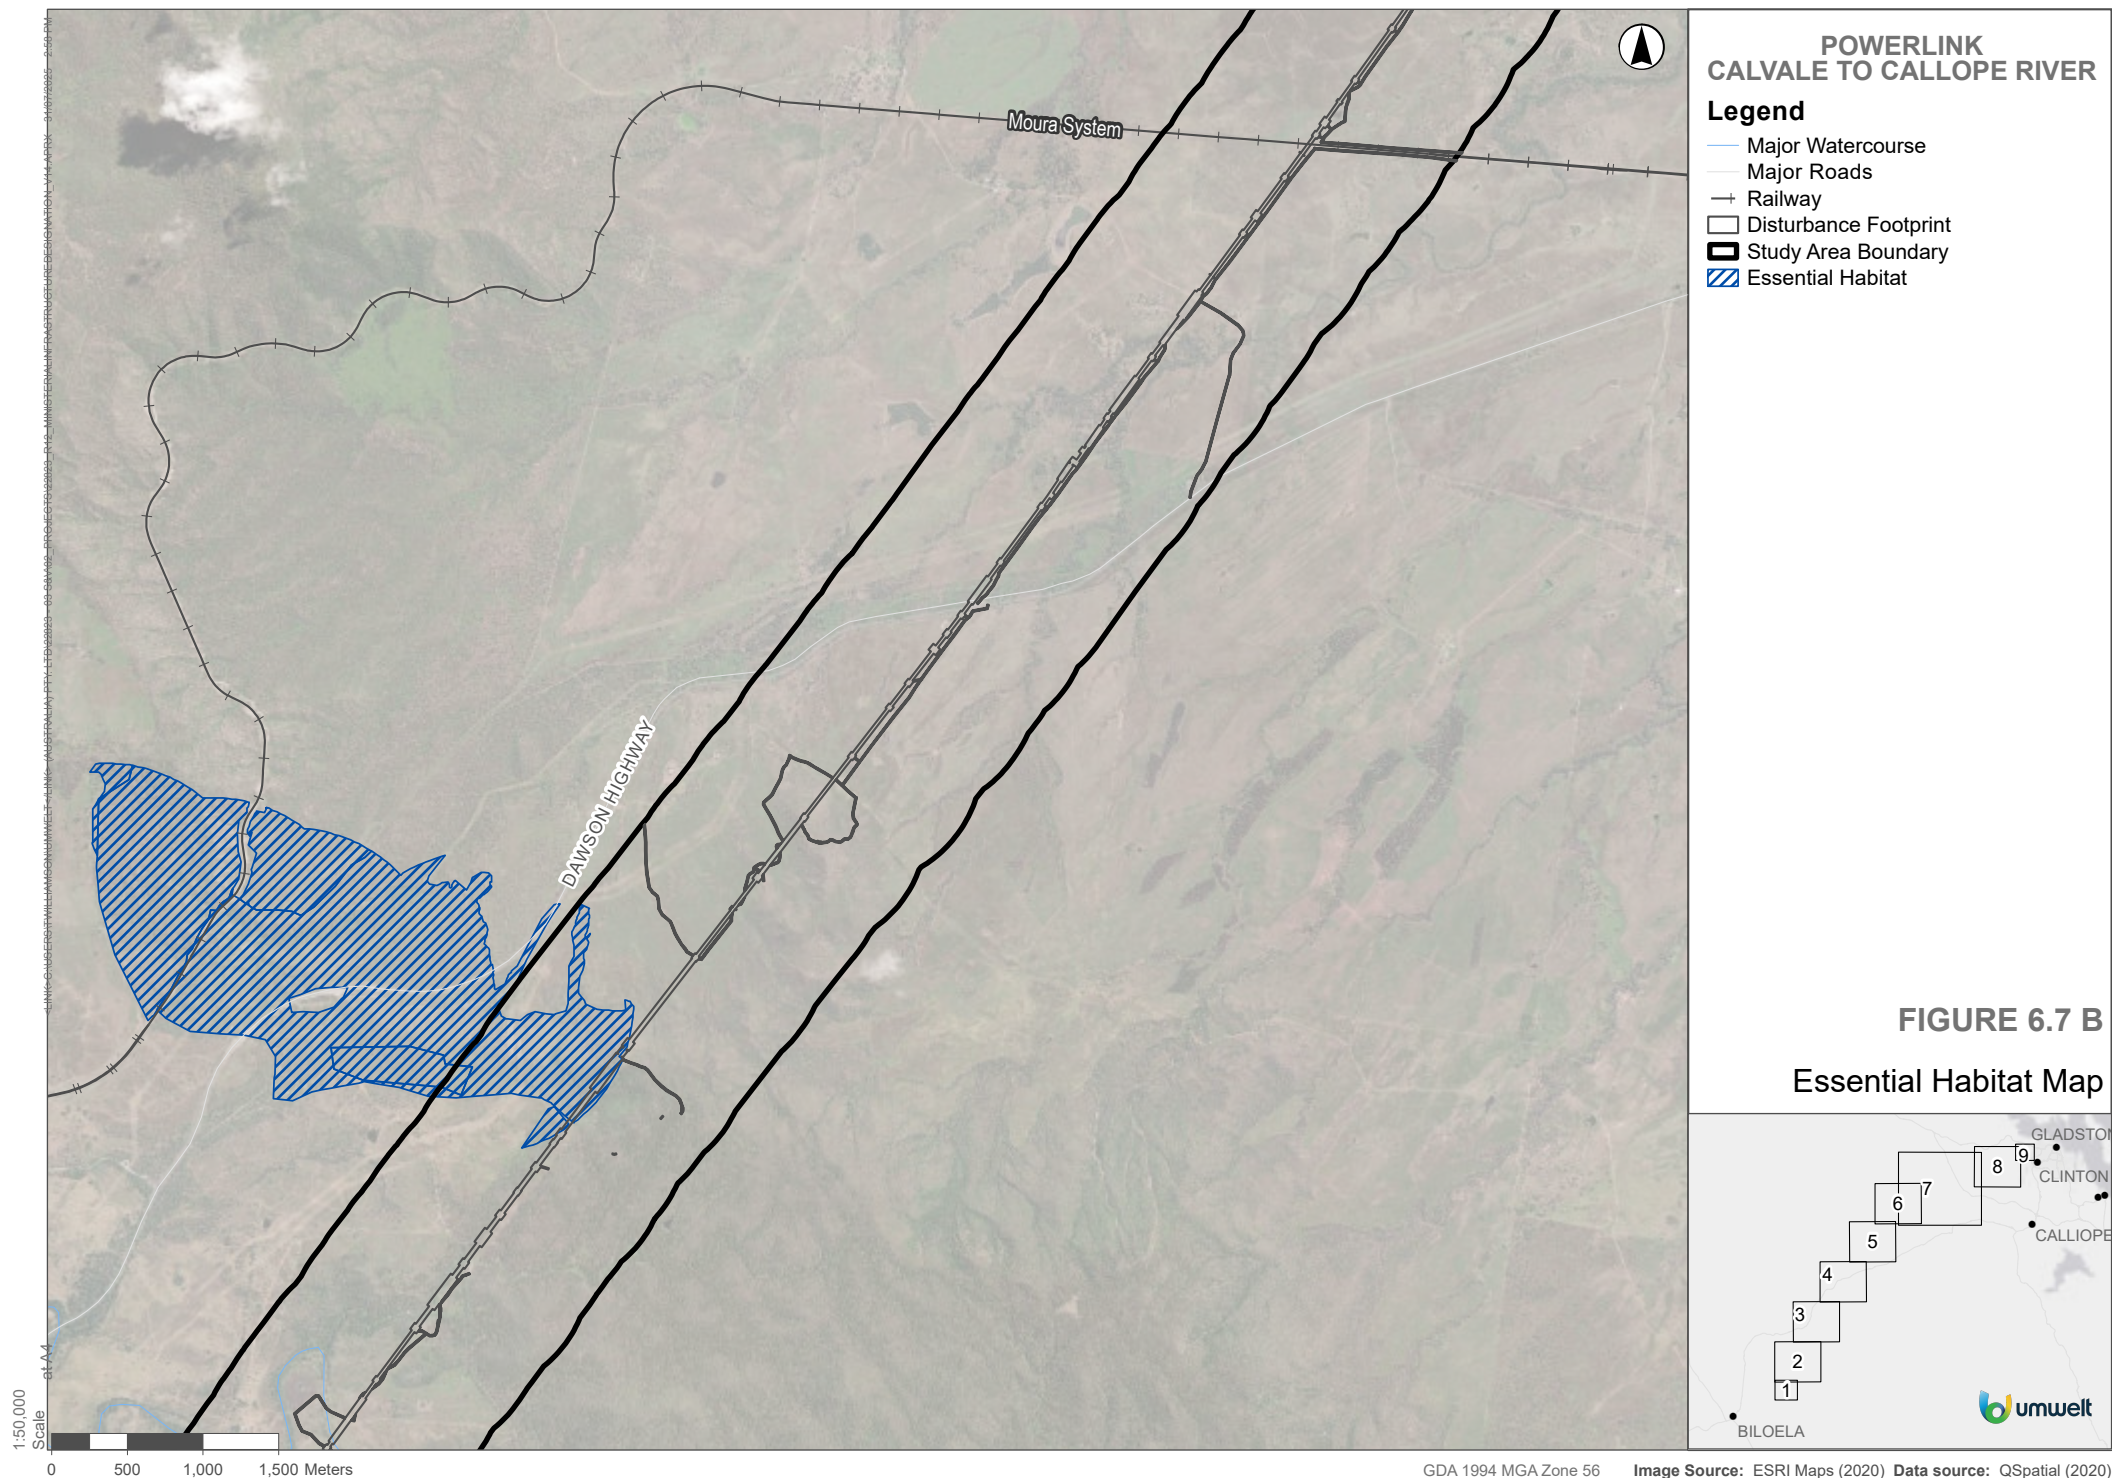 POWERLINK
CALVALE TO CALLOPE RIVER
Legend
Major Watercourse
Major Roads
Railway
Disturbance Footprint
Study Area Boundary
Essential Habitat
Moura System
DAWSON HIGHWAY
FIGURE 6.7 B
Essential Habitat Map
GLADSTON
CLINTON
CALLIOPE
BILOELA
9
8
7
6
5
4
3
2
1
umwelt
1:50,000
Scale
at A4
0 500 1,000 1,500 Meters
GDA 1994 MGA Zone 56 Image Source: ESRI Maps (2020) Data source: QSpatial (2020)